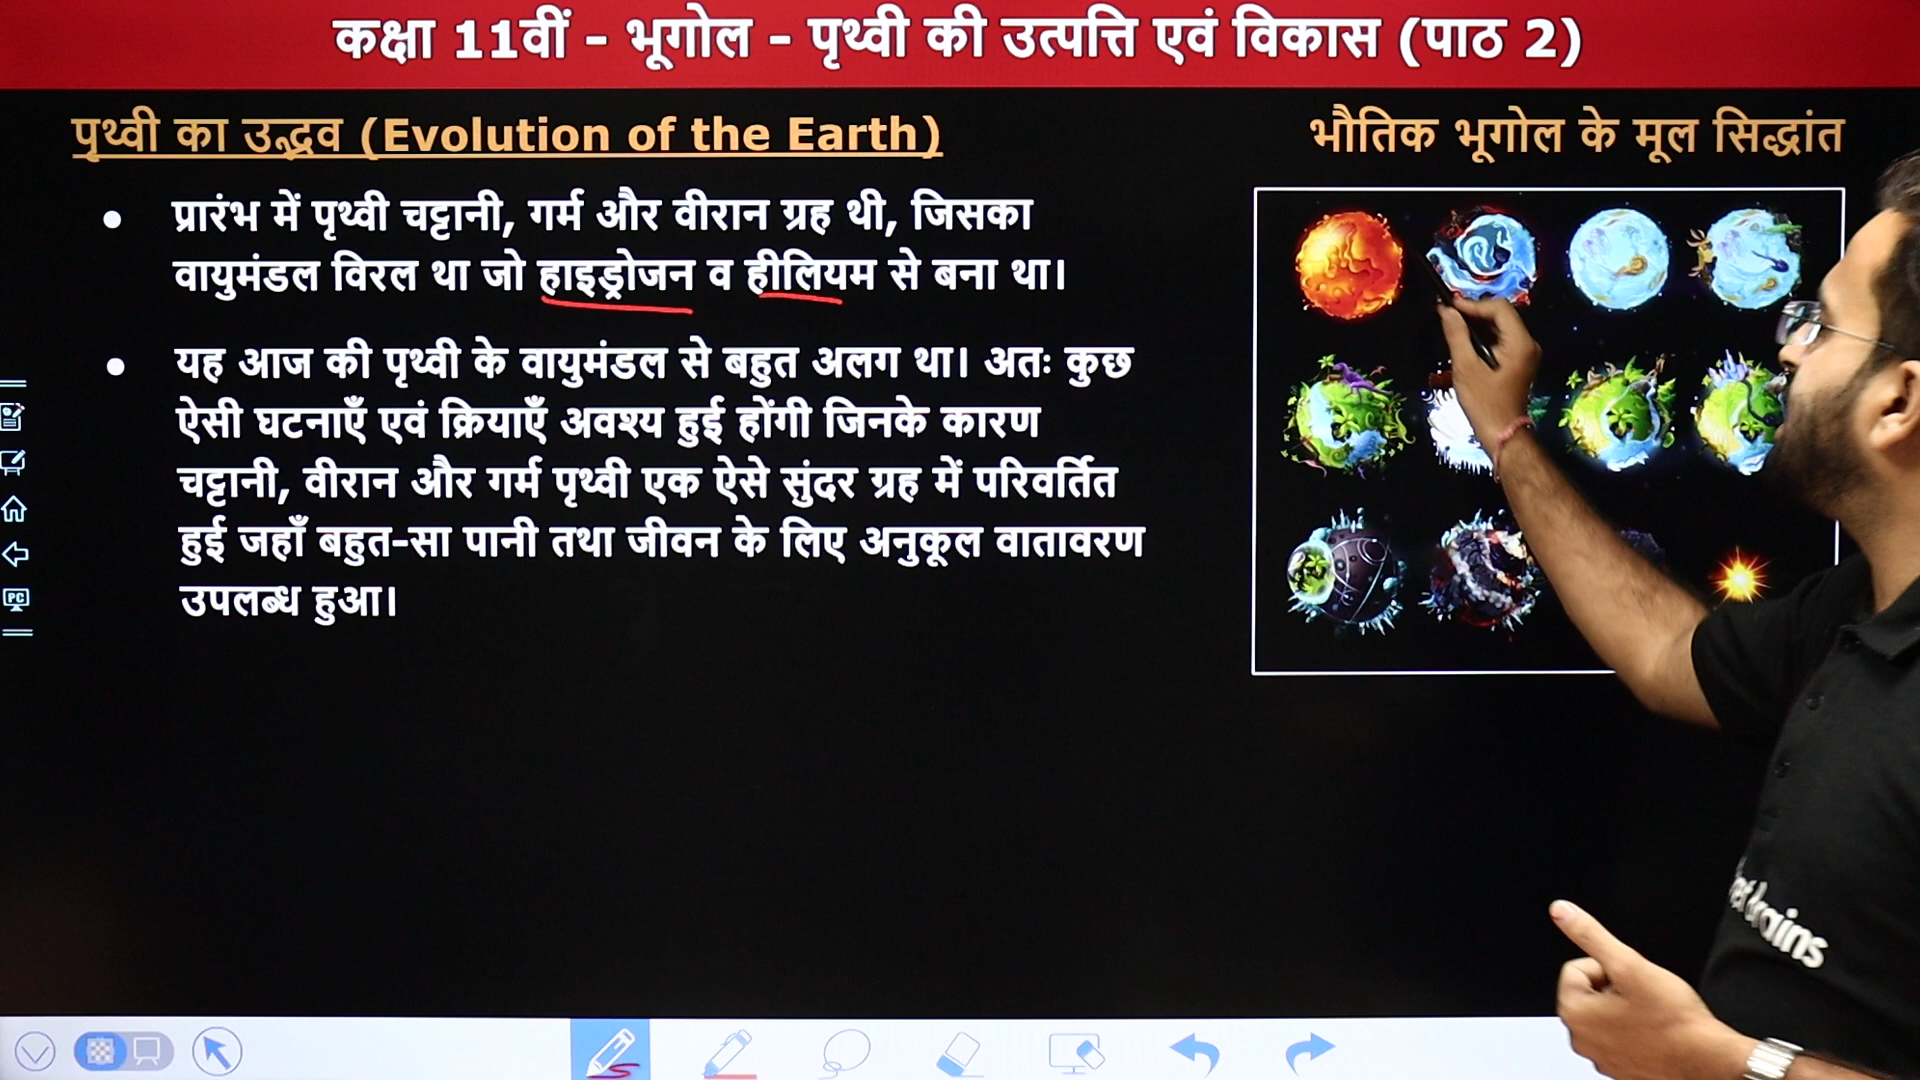 कक्षा 11वीं - भूगोल - पृथ्वी की उत्पत्ति एवं विकास (पाठ 2)
पृथ्वी का उद्भव (Evolution of the Earth)
भौतिक भूगोल के मूल सिद्धांत
• प्रारंभ में पृथ्वी चट्टानी, गर्म और वीरान ग्रह थी, जिसका
वायुमंडल विरल था जो हाइड्रोजन व हीलियम से बना था।
• यह आज की पृथ्वी के वायुमंडल से बहुत अलग था। अतः कुछ
ऐसी घटनाएँ एवं क्रियाएँ अवश्य हुई होंगी जिनके कारण
चट्टानी, वीरान और गर्म पृथ्वी एक ऐसे सुंदर ग्रह में परिवर्तित
हुई जहाँ बहुत-सा पानी तथा जीवन के लिए अनुकूल वातावरण
उपलब्ध हुआ।
PC
brains